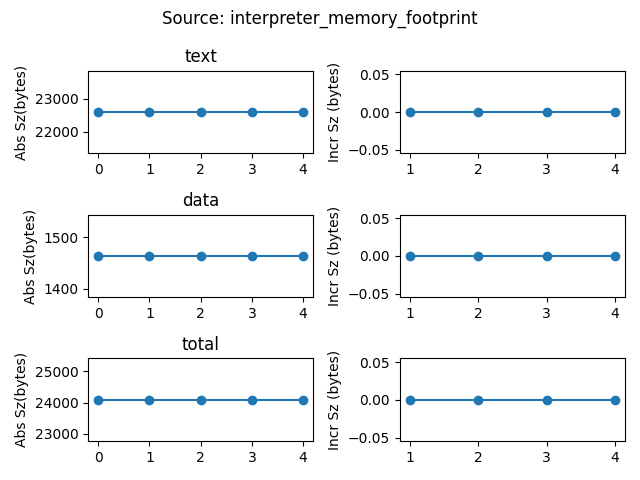 Source: interpreter_memory_footprint
text
Abs Sz(bytes)
23000
22000
0 1 2 3 4
Incr Sz (bytes)
0.05
0.00
−0.05
1 2 3 4
data
Abs Sz(bytes)
1500
1400
0 1 2 3 4
Incr Sz (bytes)
0.05
0.00
−0.05
1 2 3 4
total
Abs Sz(bytes)
25000
24000
23000
0 1 2 3 4
Incr Sz (bytes)
0.05
0.00
−0.05
1 2 3 4